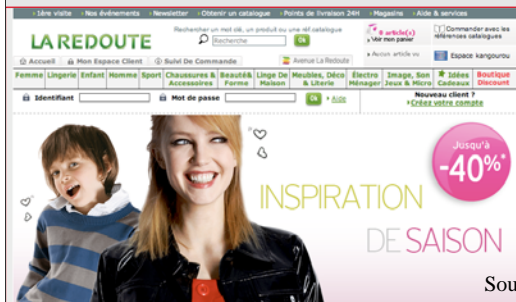 1ère visite Nos événements Newsletter Obtenir un catalogue Points de livraison 24H Magasins Aide & services
LA REDOUTE
Rechercher un mot clé, un produit ou une réf.catalogue
Recherche Ok
0 article(s)
Voir mon panier
Commander avec les
références catalogues
Accueil Mon Espace Client Suivi De Commande
Avenue La Redoute
Aucun article vu
Espace kangourou
Femme Lingerie Enfant Homme Sport Chaussures & Accessoires Beauté& Forme Linge De Maison Meubles, Déco & Literie Électro Ménager Image, Son Jeux & Micro Idées Cadeaux Boutique Discount
Identifiant Mot de passe Ok Aide
Nouveau client ?
Créez votre compte
Jusqu'à
-40%*
INSPIRATION
DE SAISON
Sou